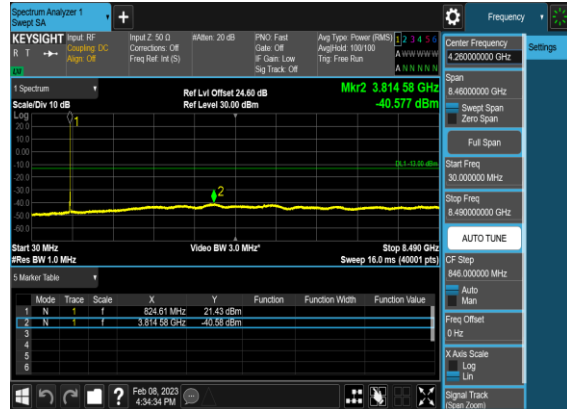 Spectrum Analyzer 1
Swept SA
Frequency
KEYSIGHT
R T
Input: RF
Coupling: DC
Align: Off
Input Z: 50 Ω
Corrections: Off
Freq Ref: Int (S)
#Atten: 20 dB
PNO: Fast
Gate: Off
IF Gain: Low
Sig Track: Off
Avg Type: Power (RMS)
Avg|Hold: 100/100
Trig: Free Run
1 2 3 4 5 6
A W W W W W
A N N N N N
1 Spectrum
Scale/Div 10 dB
Ref Lvl Offset 24.60 dB
Ref Level 30.00 dBm
Mkr2 3.814 58 GHz
-40.577 dBm
Log
20.0
10.0
0.00
-10.0
-20.0
-30.0
-40.0
-50.0
-60.0
1
2
DL1 -13.00 dBm
Start 30 MHz
#Res BW 1.0 MHz
Video BW 3.0 MHz*
Stop 8.490 GHz
Sweep 16.0 ms (40001 pts)
5 Marker Table
Mode Trace Scale X Y Function Function Width Function Value
1 N 1 f 824.61 MHz 21.43 dBm
2 N 1 f 3.814 58 GHz -40.58 dBm
3
4
5
6
Feb 08, 2023
4:34:34 PM
Center Frequency
4.260000000 GHz
Settings
Span
8.46000000 GHz
Swept Span
Zero Span
Full Span
Start Freq
30.000000 MHz
Stop Freq
8.490000000 GHz
AUTO TUNE
CF Step
846.000000 MHz
Auto
Man
Freq Offset
0 Hz
X Axis Scale
Log
Lin
Signal Track
(Span Zoom)